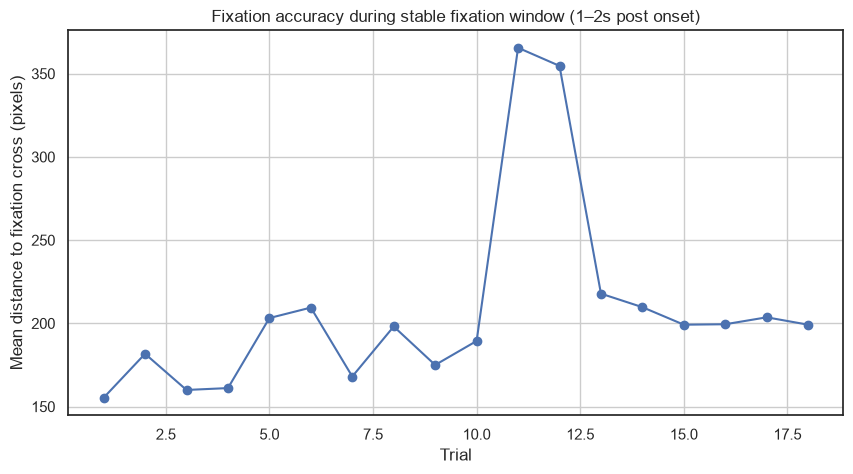 Fixation accuracy during stable fixation window (1–2s post onset)
Mean distance to fixation cross (pixels)
350
300
250
200
150
2.5 5.0 7.5 10.0 12.5 15.0 17.5
Trial